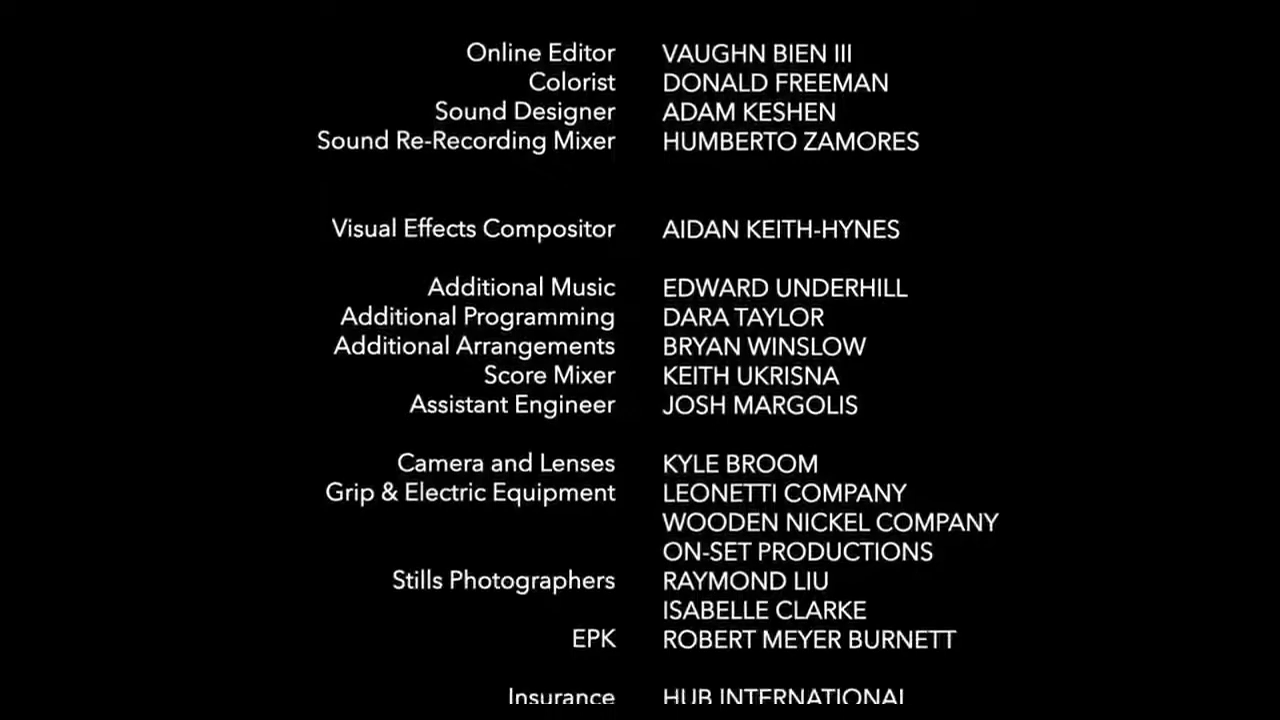 Online Editor VAUGHN BIEN III
Colorist DONALD FREEMAN
Sound Designer ADAM KESHEN
Sound Re-Recording Mixer HUMBERTO ZAMORES
Visual Effects Compositor AIDAN KEITH-HYNES
Additional Music EDWARD UNDERHILL
Additional Programming DARA TAYLOR
Additional Arrangements BRYAN WINSLOW
Score Mixer KEITH UKRISNA
Assistant Engineer JOSH MARGOLIS
Camera and Lenses KYLE BROOM
Grip & Electric Equipment LEONETTI COMPANY
WOODEN NICKEL COMPANY
ON-SET PRODUCTIONS
Stills Photographers RAYMOND LIU
ISABELLE CLARKE
EPK ROBERT MEYER BURNETT
Insurance HUB INTERNATIONAL